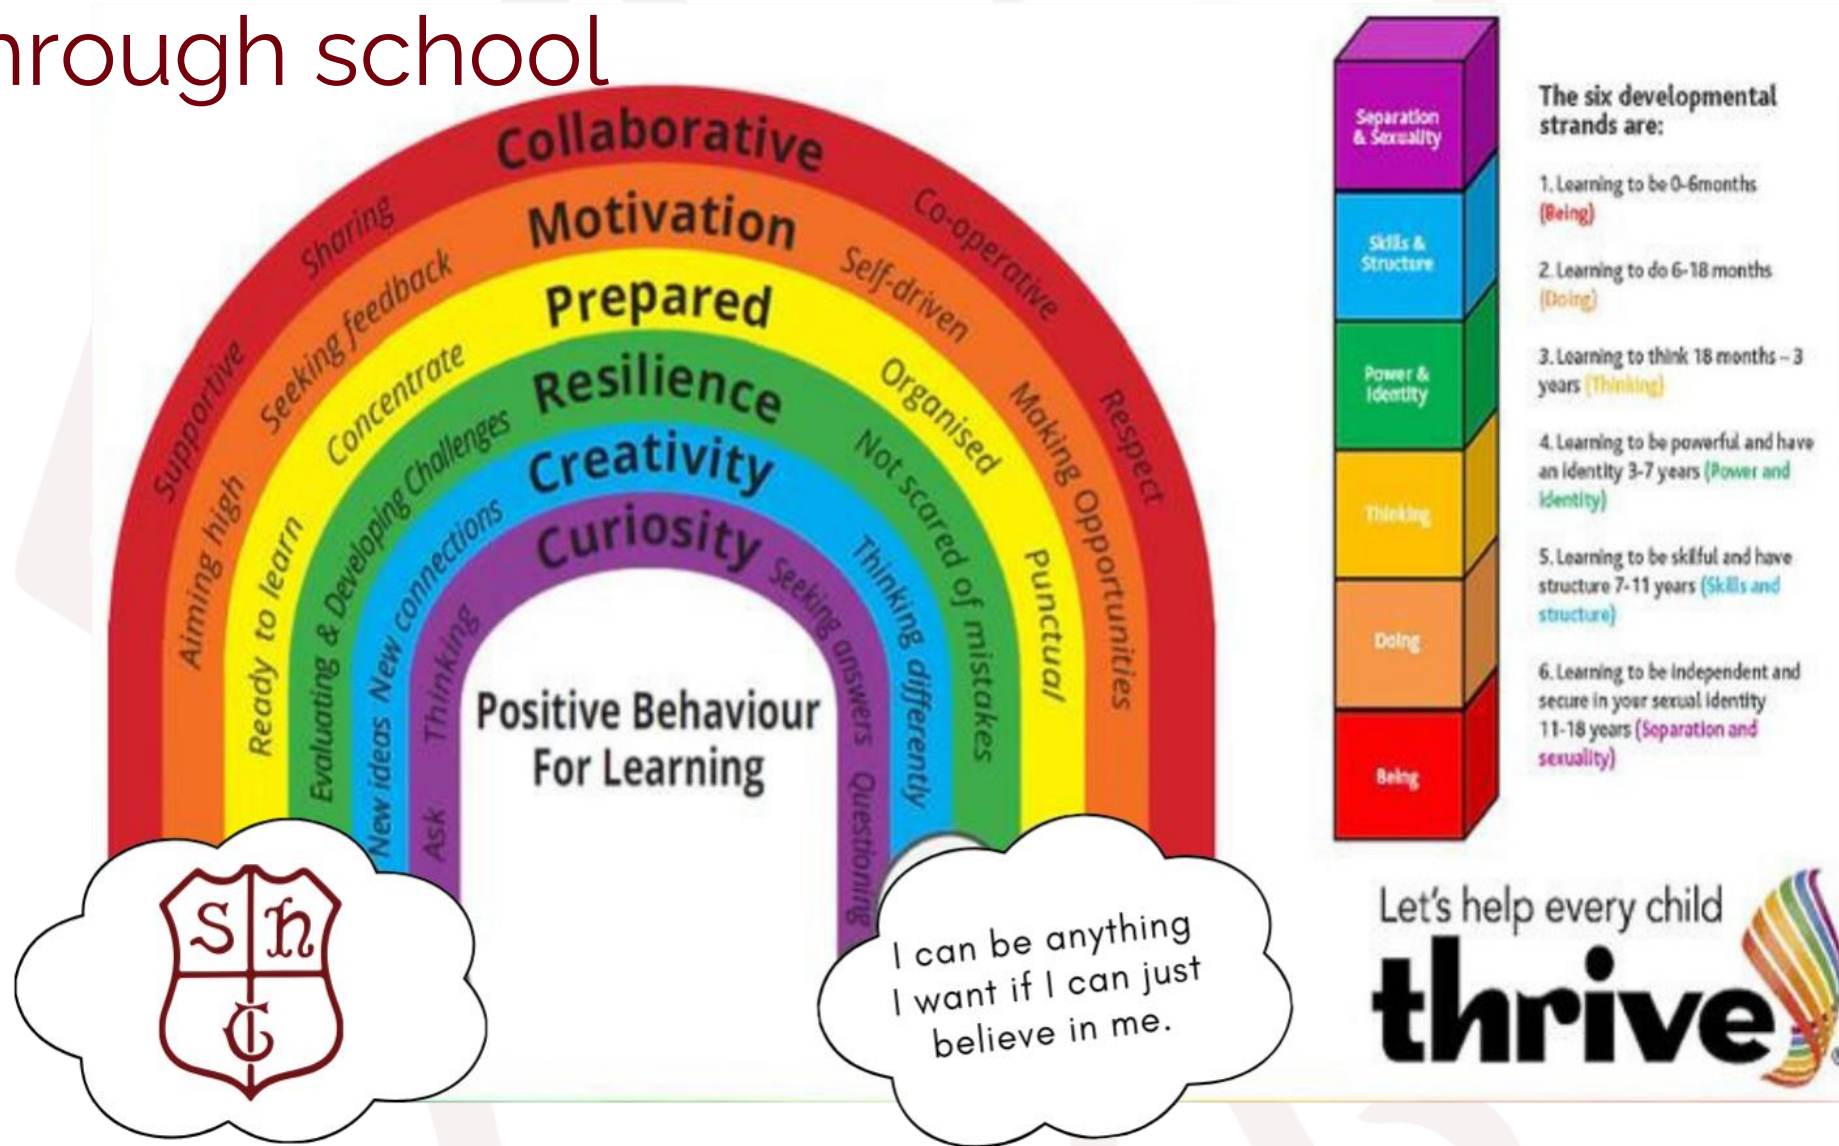 hrough school
Collaborative
Supportive
Sharing
Co-operative
Respect
Motivation
Aiming high
Seeking feedback
Self-driven
Making Opportunities
Prepared
Ready to learn
Concentrate
Organised
Punctual
Resilience
Evaluating & Developing Challenges
Not scared of mistakes
Creativity
New ideas New connections
Thinking differently
Curiosity
Ask Thinking
Seeking answers Questioning
Positive Behaviour
For Learning
S h
C
I can be anything
I want if I can just
believe in me.
Separation
& Sexuality
Skills &
Structure
Power &
Identity
Thinking
Doing
Being
The six developmental
strands are:
1. Learning to be 0-6months
(Being)
2. Learning to do 6-18 months
(Doing)
3. Learning to think 18 months – 3
years (Thinking)
4. Learning to be powerful and have
an identity 3-7 years (Power and
identity)
5. Learning to be skilful and have
structure 7-11 years (Skills and
structure)
6. Learning to be independent and
secure in your sexual identity
11-18 years (Separation and
sexuality)
Let's help every child
thrive